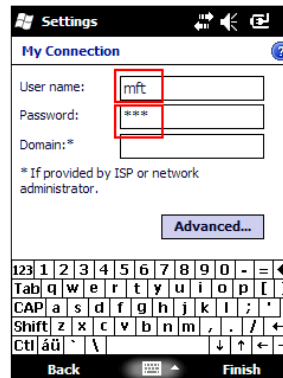 Settings
My Connection
User name: mft
Password: ***
Domain:*
* If provided by ISP or network
administrator.
Advanced...
123 1 2 3 4 5 6 7 8 9 0 - =
Tab q w e r t y u i o p [ ]
CAP a s d f g h j k l ; '
Shift z x c v b n m , . /
Ctl áü ` \ ↓ ↑ ← →
Back Finish